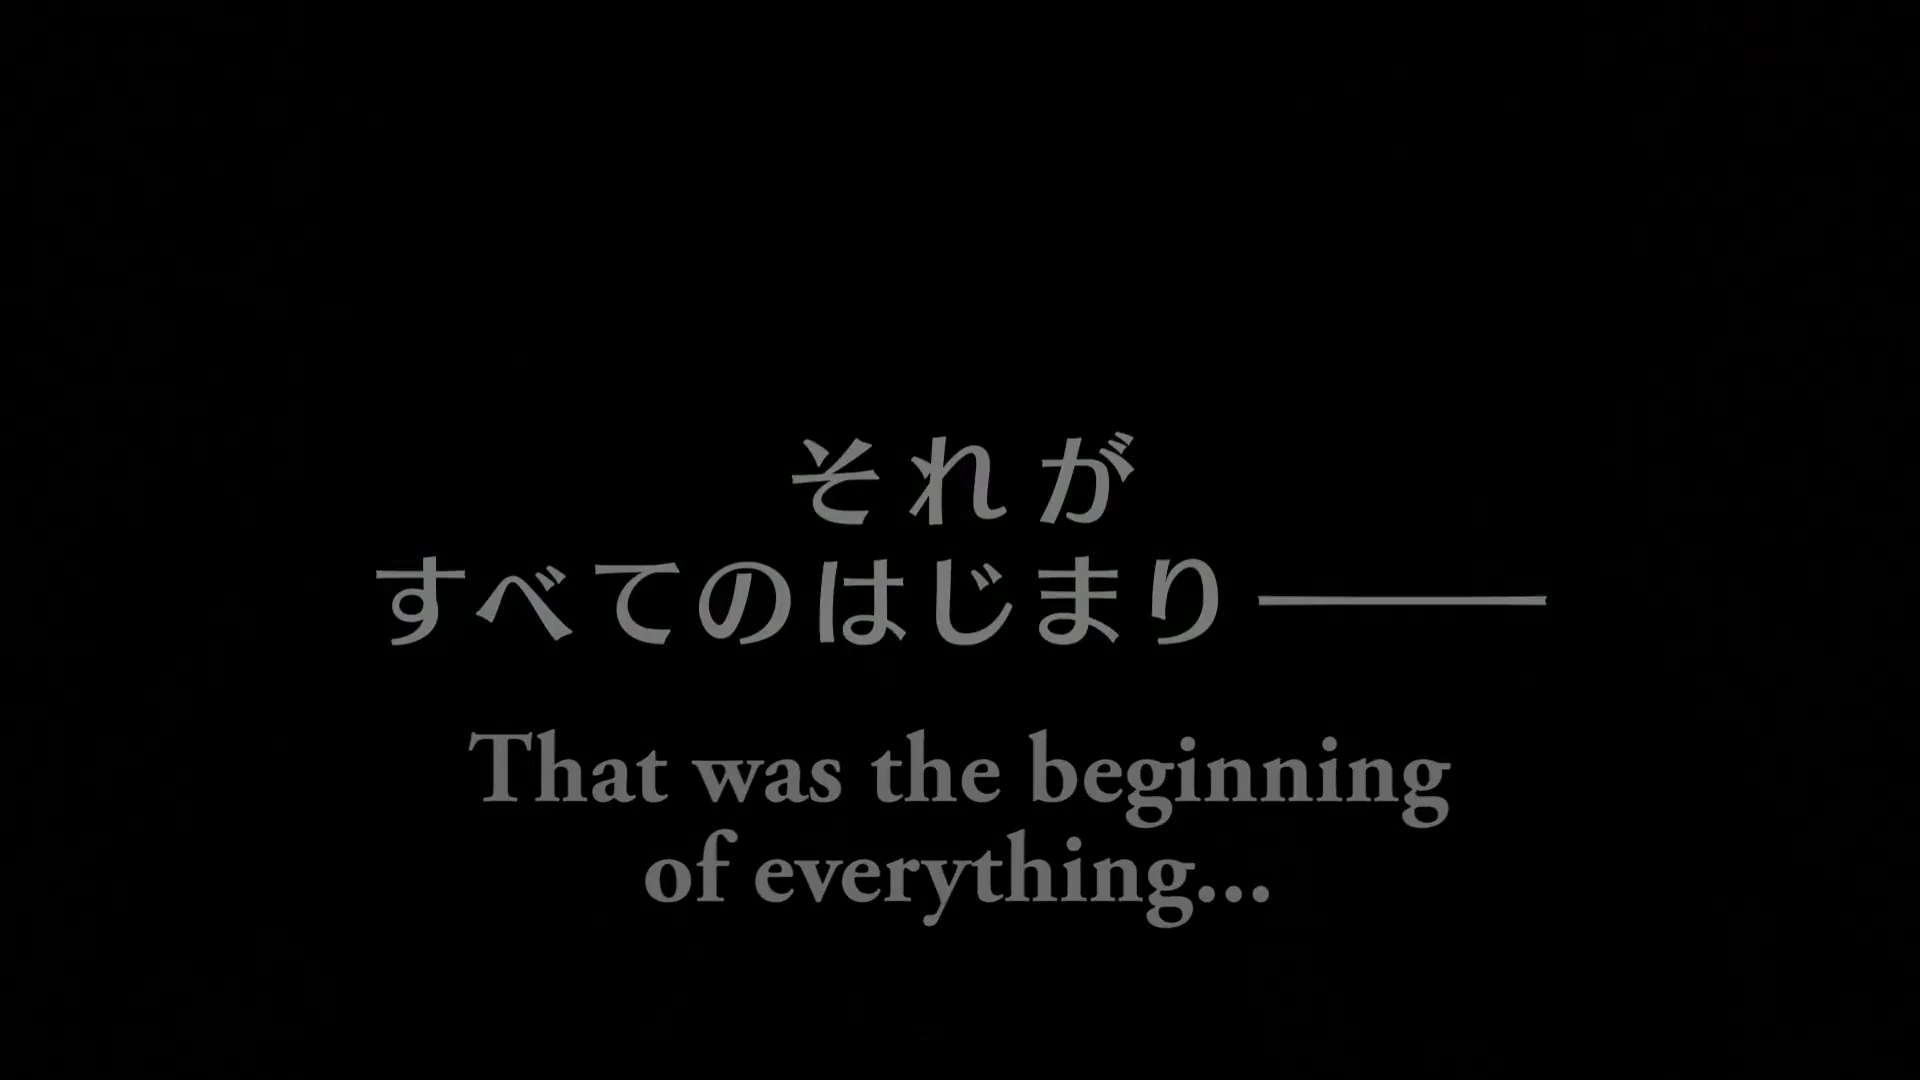 それが
すべてのはじまり———
That was the beginning
of everything...